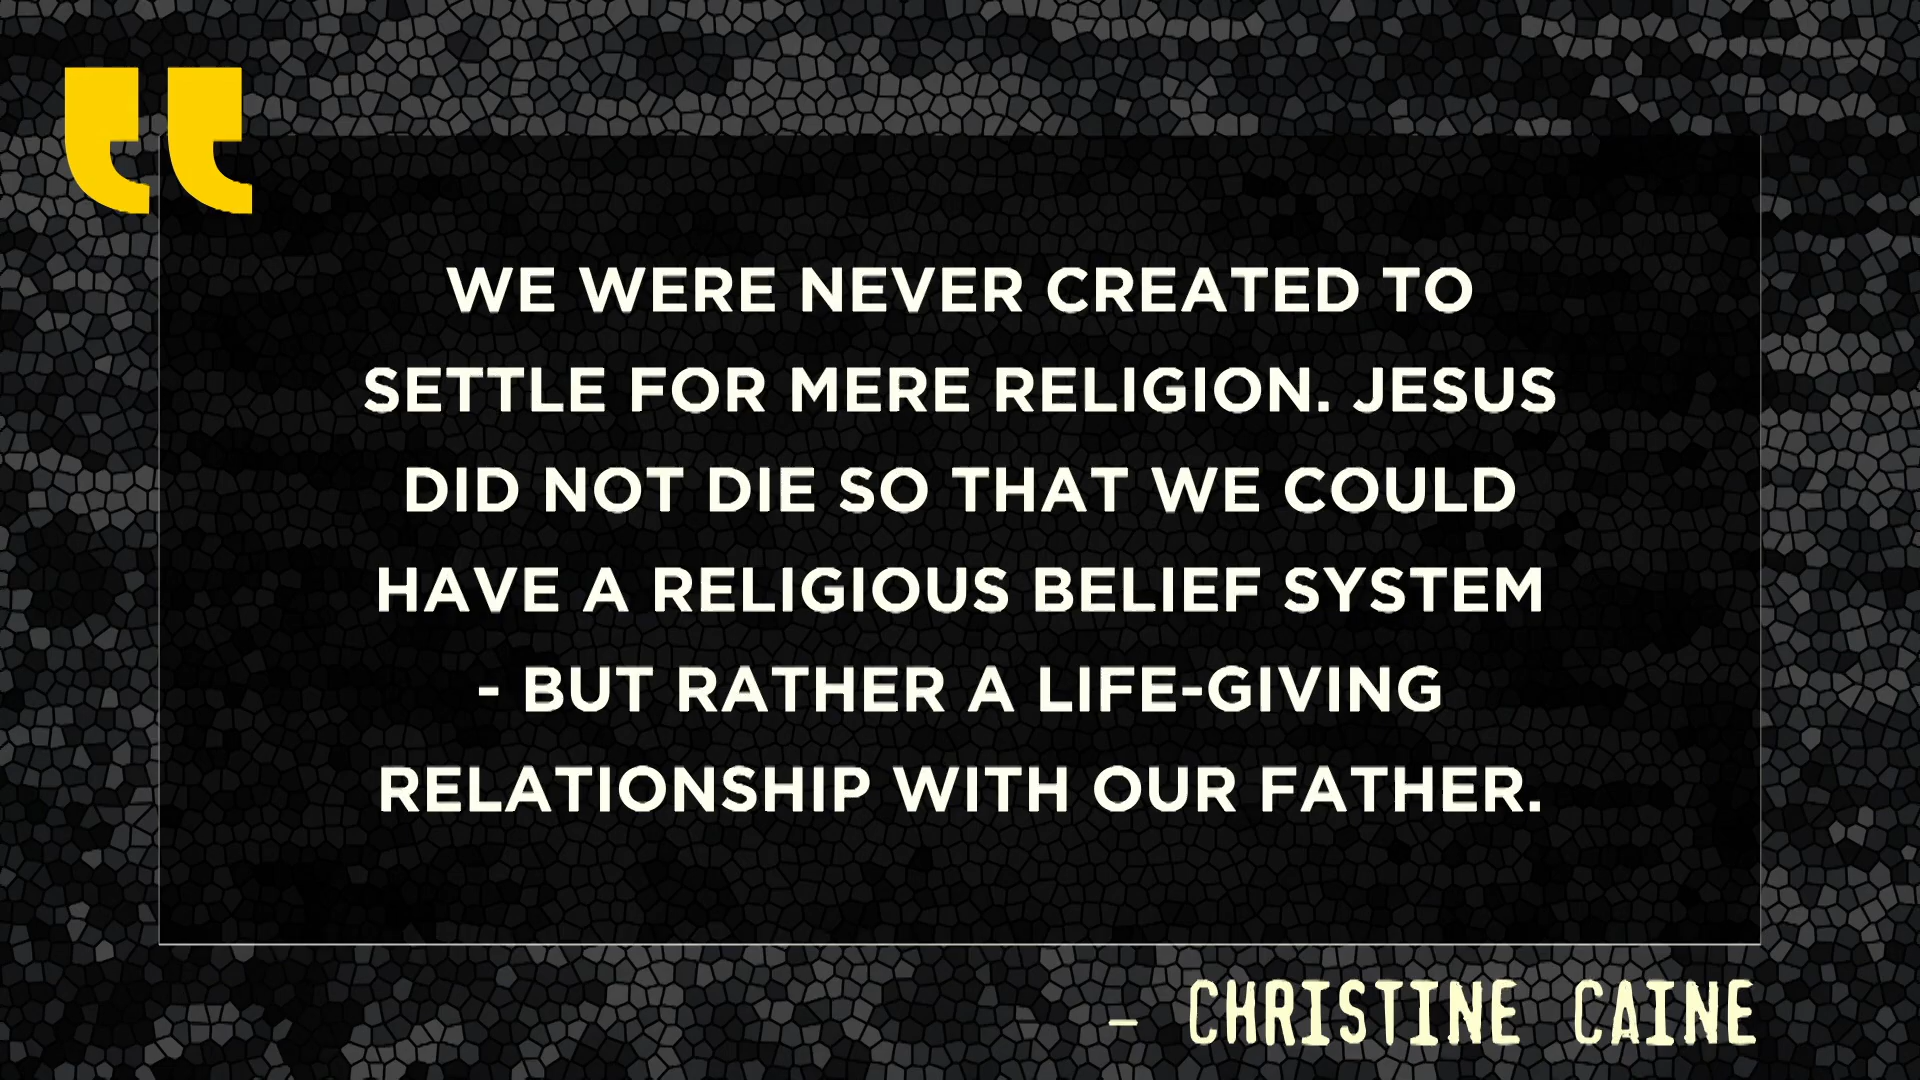 WE WERE NEVER CREATED TO
SETTLE FOR MERE RELIGION. JESUS
DID NOT DIE SO THAT WE COULD
HAVE A RELIGIOUS BELIEF SYSTEM
- BUT RATHER A LIFE-GIVING
RELATIONSHIP WITH OUR FATHER.
- CHRISTINE CAINE